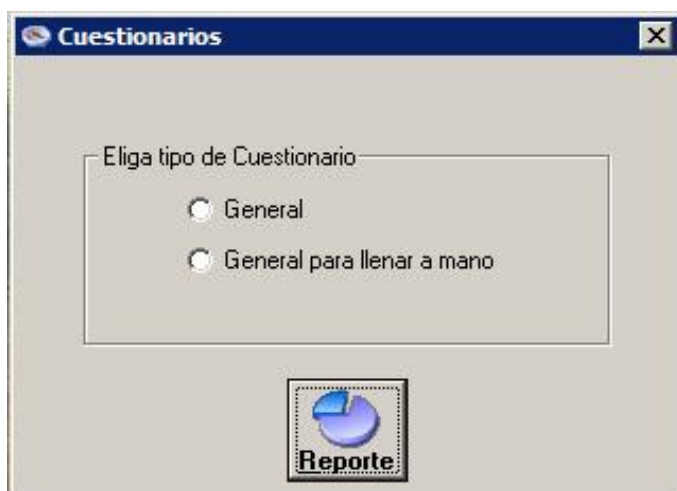 Cuestionarios
Eliga tipo de Cuestionario
General
General para llenar a mano
Reporte